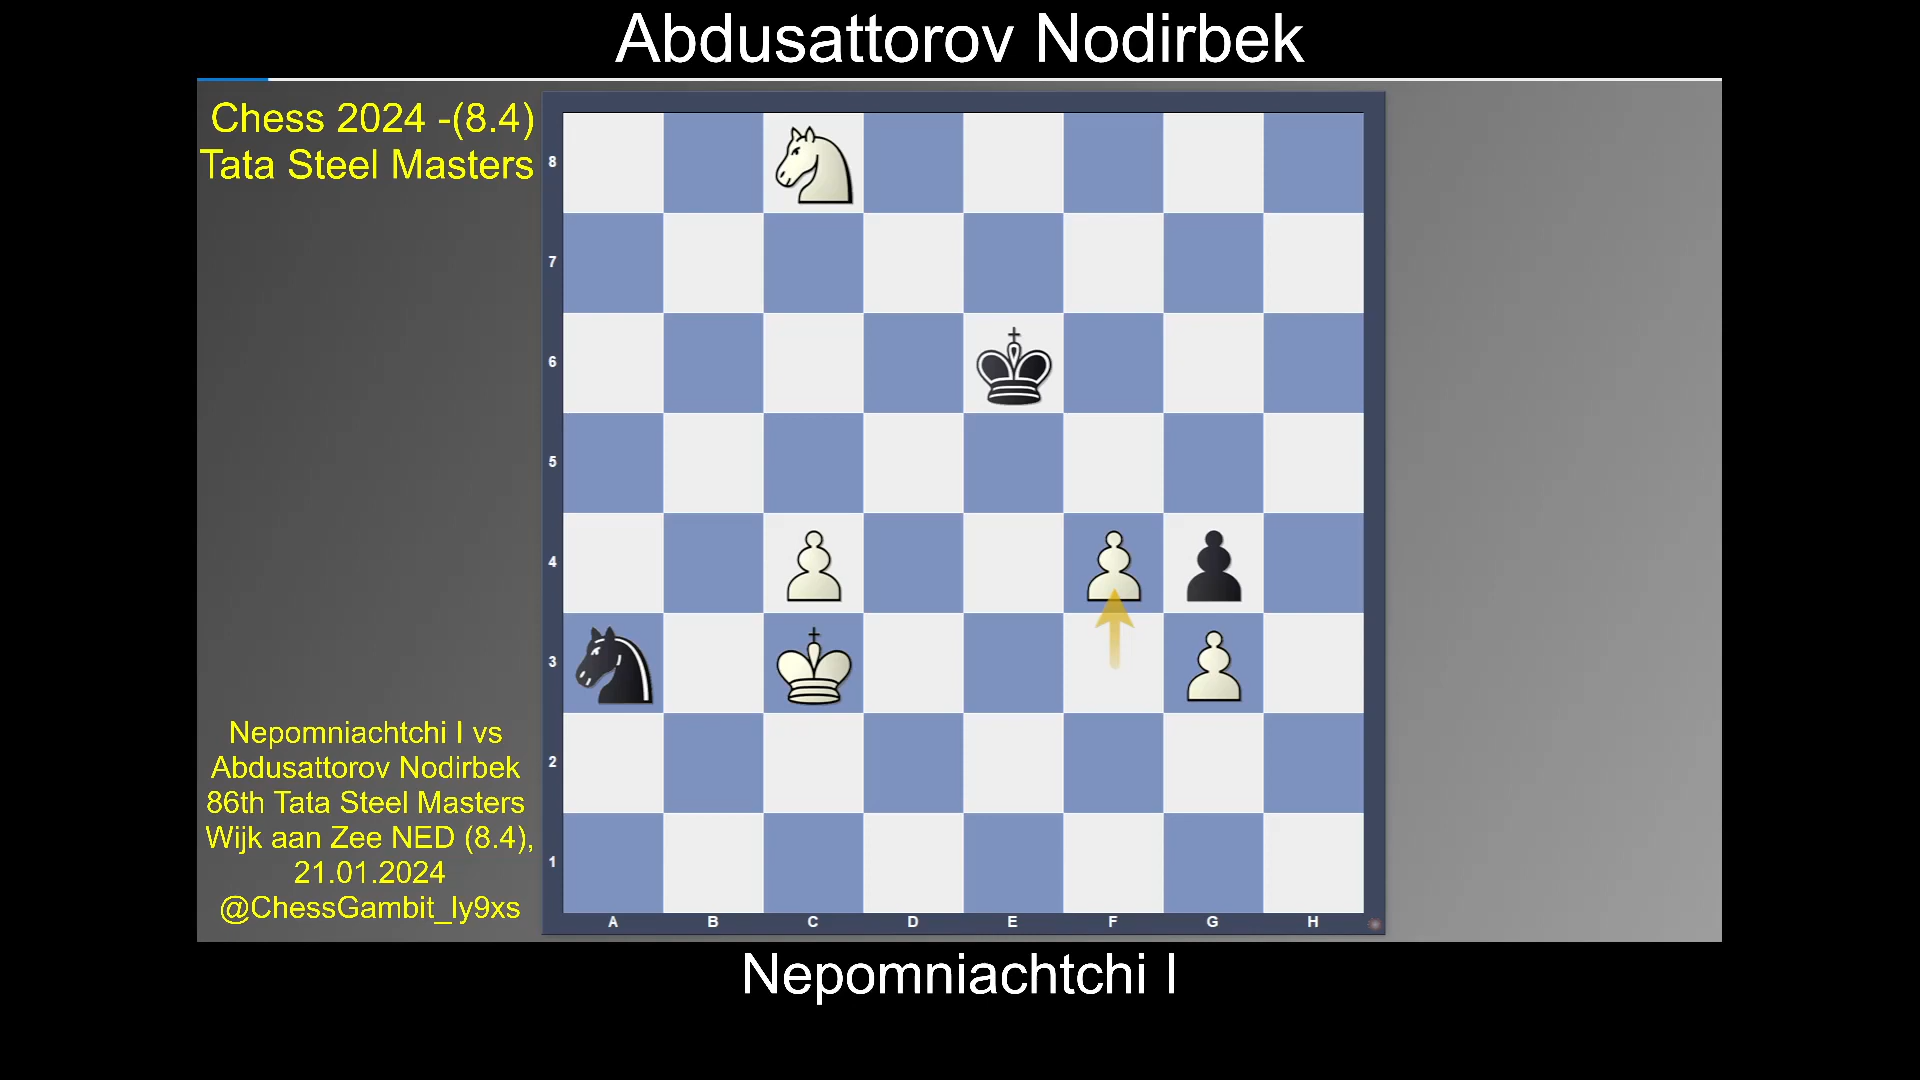 Abdusattorov Nodirbek
Chess 2024 -(8.4)
Tata Steel Masters
8
7
6
5
4
3
2
1
Nepomniachtchi I vs
Abdusattorov Nodirbek
86th Tata Steel Masters
Wijk aan Zee NED (8.4),
21.01.2024
@ChessGambit_ly9xs
A B C D E F G H
Nepomniachtchi I